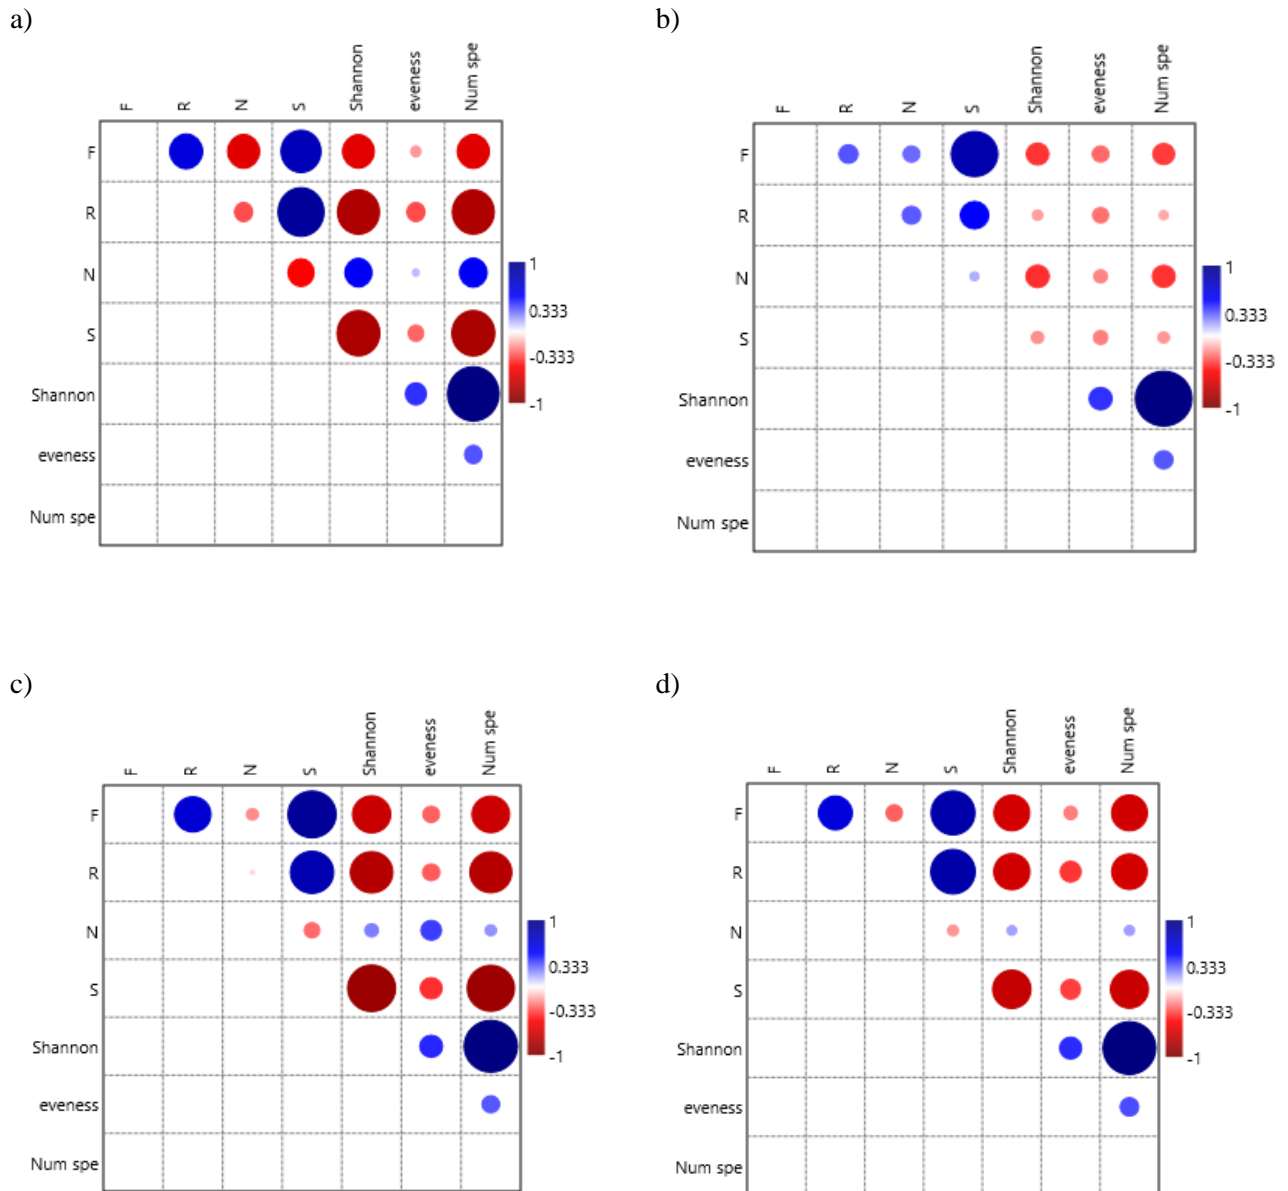 a)
F R N S Shannon eveness Num spe
F
R
N
S
Shannon
eveness
Num spe
1
0.333
-0.333
-1
b)
F R N S Shannon eveness Num spe
F
R
N
S
Shannon
eveness
Num spe
1
0.333
-0.333
-1
c)
F R N S Shannon eveness Num spe
F
R
N
S
Shannon
eveness
Num spe
1
0.333
-0.333
-1
d)
F R N S Shannon eveness Num spe
F
R
N
S
Shannon
eveness
Num spe
1
0.333
-0.333
-1